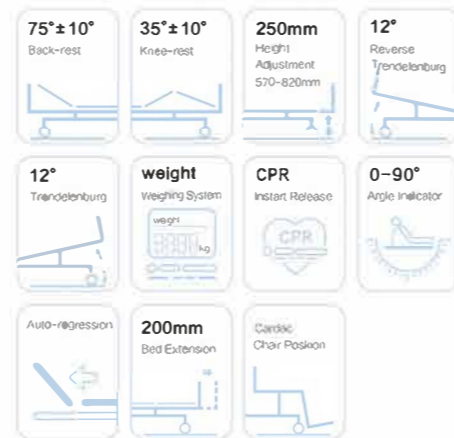 75°±10°
Back-rest
35°±10°
Knee-rest
250mm
Height
Adjustment
570-820mm
12°
Reverse
Trendelenburg
12°
Trendelenburg
weight
Weighing System
weight
kg
CPR
Instant Release
CPR
0-90°
Angle Indicator
Auto-regression
200mm
Bed Extension
Cardiac
Chair Position